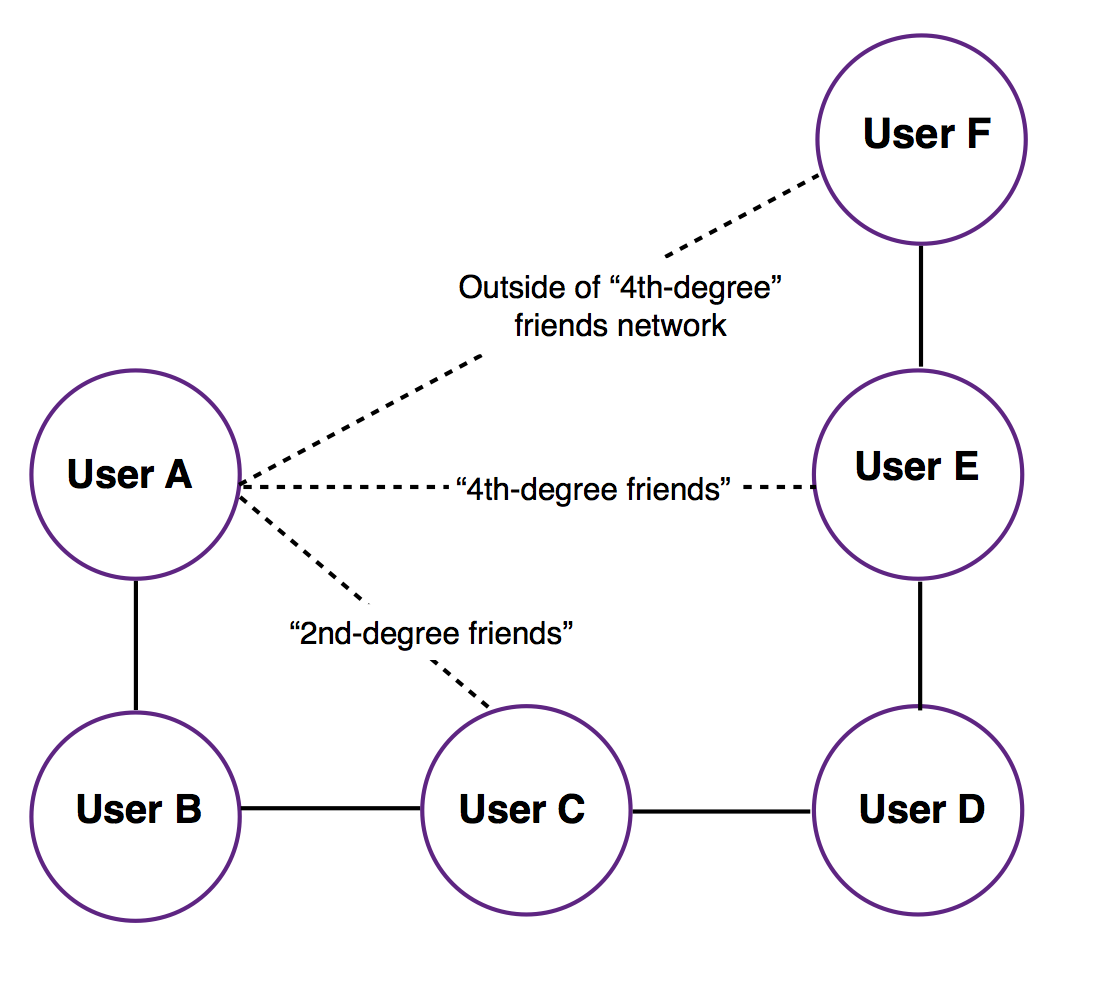 User F
Outside of “4th-degree”
friends network
User A
“4th-degree friends”
User E
“2nd-degree friends”
User B
User C
User D